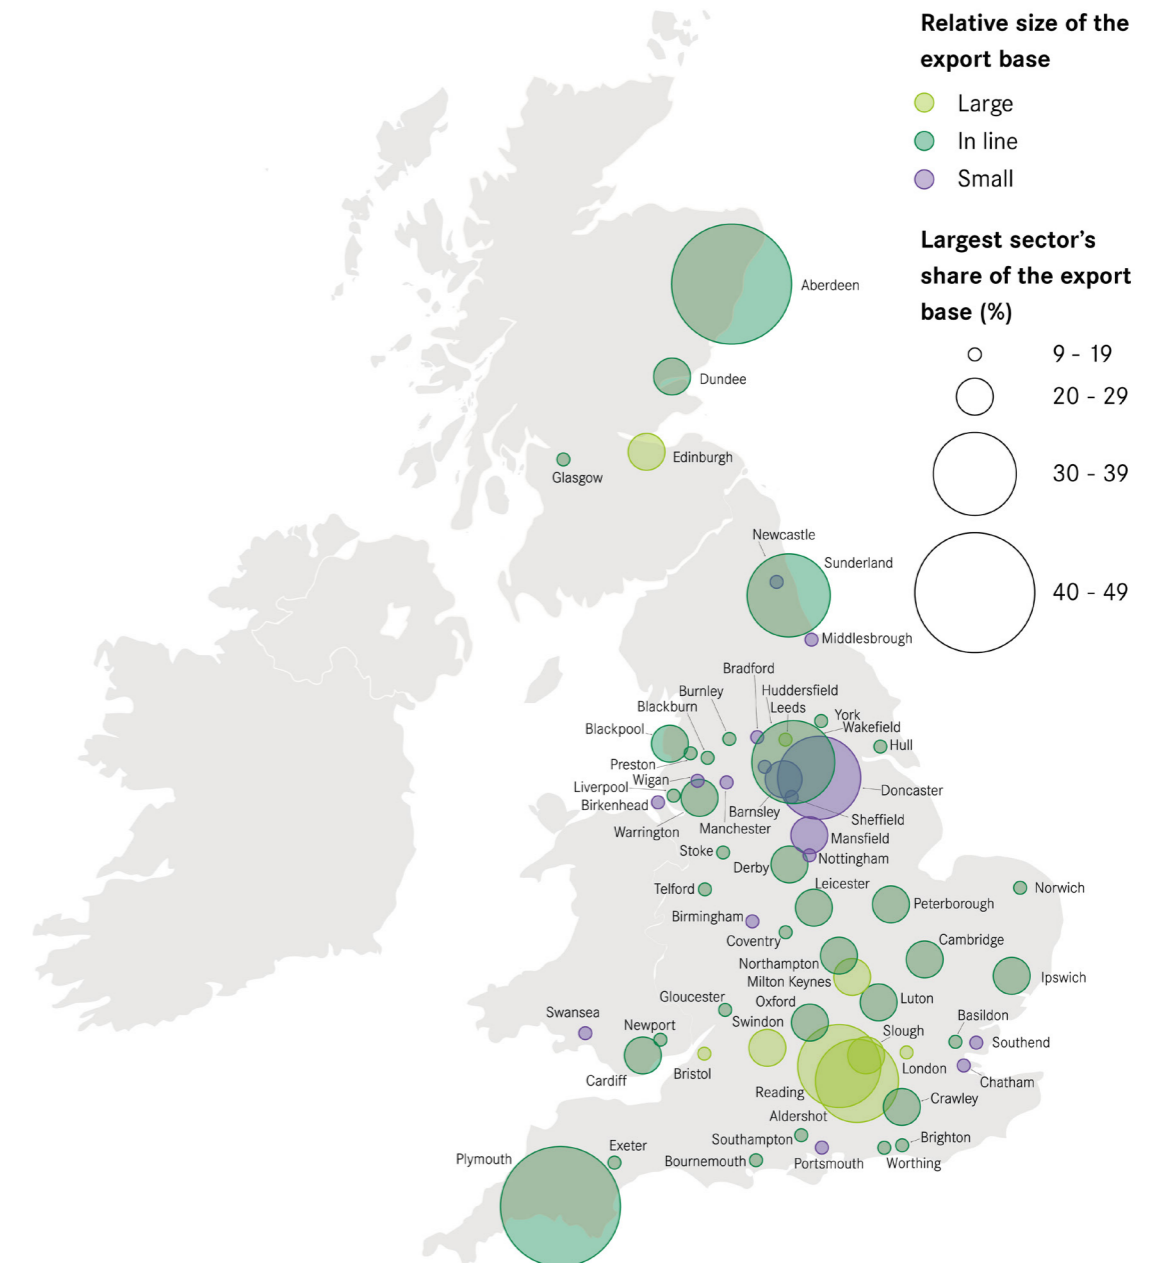 Relative size of the
export base
Large
In line
Small
Largest sector's
share of the export
base (%)
9 - 19
20 - 29
30 - 39
40 - 49
Aberdeen
Dundee
Edinburgh
Glasgow
Newcastle
Sunderland
Middlesbrough
Bradford
Huddersfield
Burnley
Leeds
Blackburn
York
Wakefield
Blackpool
Hull
Preston
Wigan
Liverpool
Doncaster
Birkenhead
Barnsley
Sheffield
Manchester
Warrington
Mansfield
Stoke
Nottingham
Derby
Leicester
Telford
Norwich
Peterborough
Birmingham
Coventry
Cambridge
Northampton
Ipswich
Milton Keynes
Gloucester
Oxford
Luton
Swansea
Basildon
Newport
Swindon
Slough
Southend
London
Bristol
Cardiff
Chatham
Reading
Crawley
Aldershot
Southampton
Brighton
Exeter
Plymouth
Bournemouth
Portsmouth
Worthing